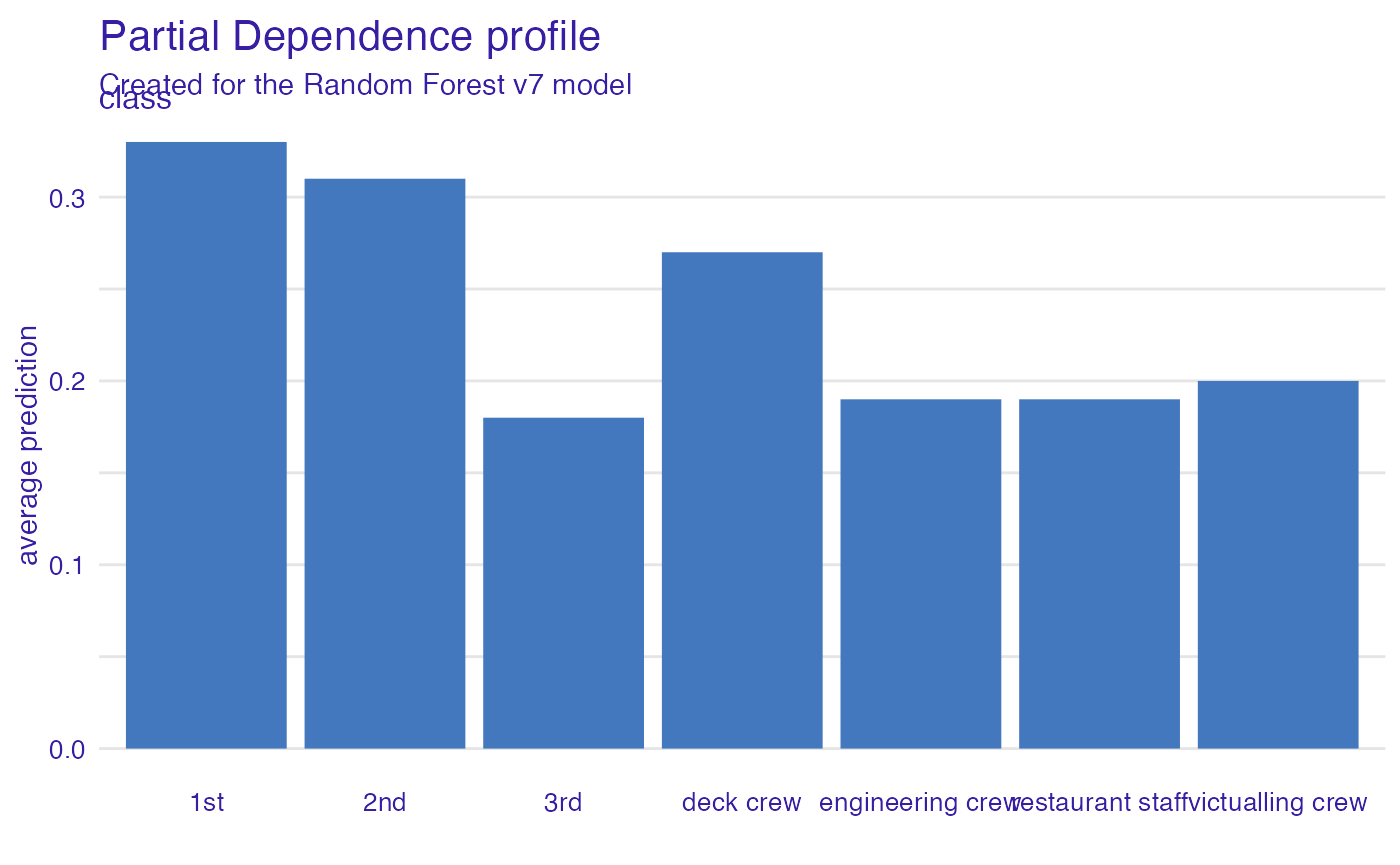 Partial Dependence profile
Created for the Random Forest v7 model
class
average prediction
0.3
0.2
0.1
0.0
1st 2nd 3rd deck crew engineering crew restaurant staff victualling crew